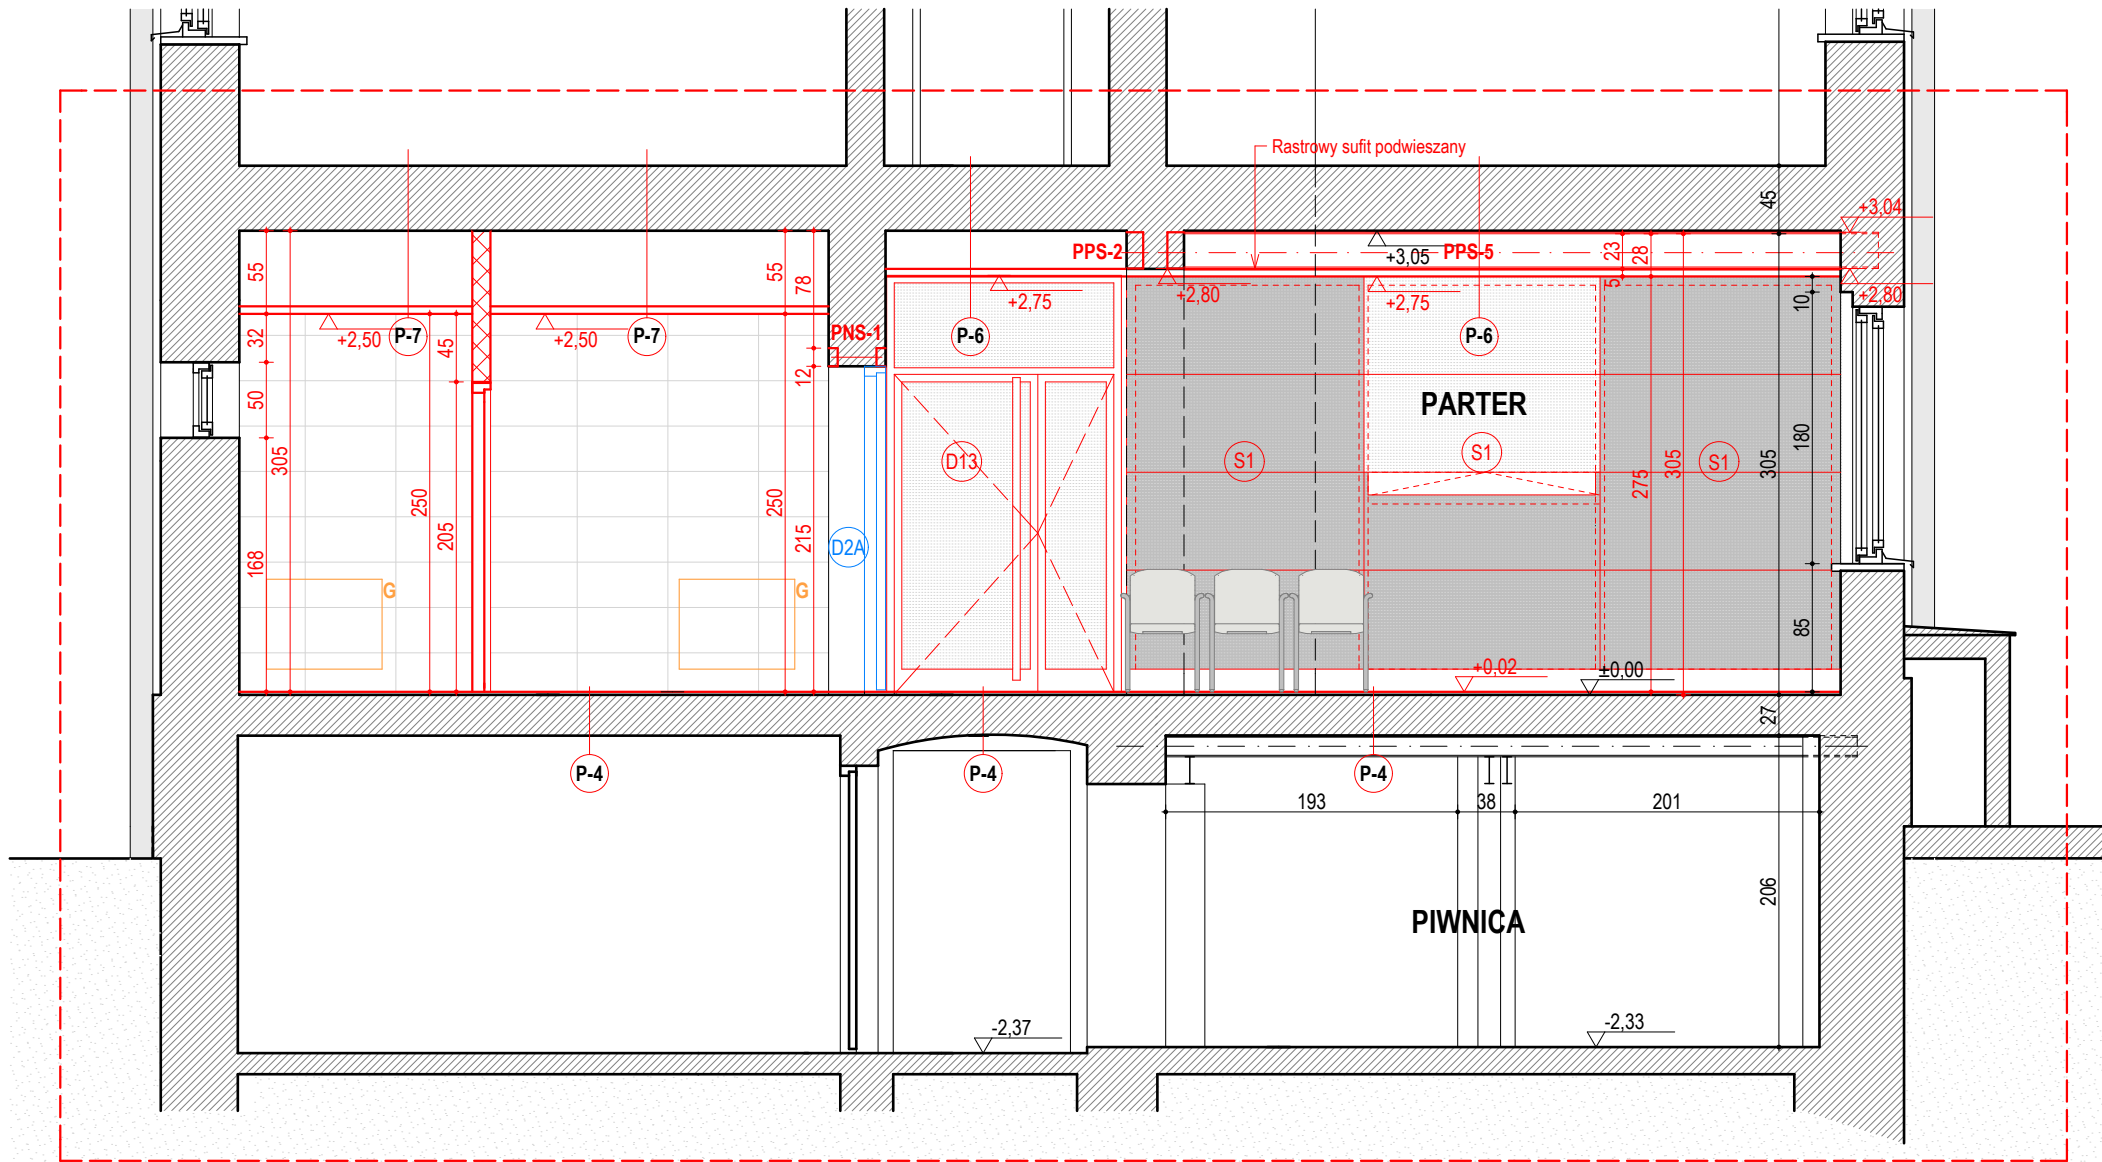 Rastrowy sufit podwieszany
45
+3,04
PPS-2
+3,05
PPS-5
23
28
55
55
78
5
+2,75
+2,80
+2,75
10
+2,80
32
+2,50
P-7
45
+2,50
P-7
PNS-1
P-6
P-6
12
50
PARTER
305
D13
S1
S1
S1
180
275
305
305
250
205
250
215
D2A
168
G
G
85
+0,02
±0,00
27
P-4
P-4
P-4
193
38
201
206
PIWNICA
-2,37
-2,33